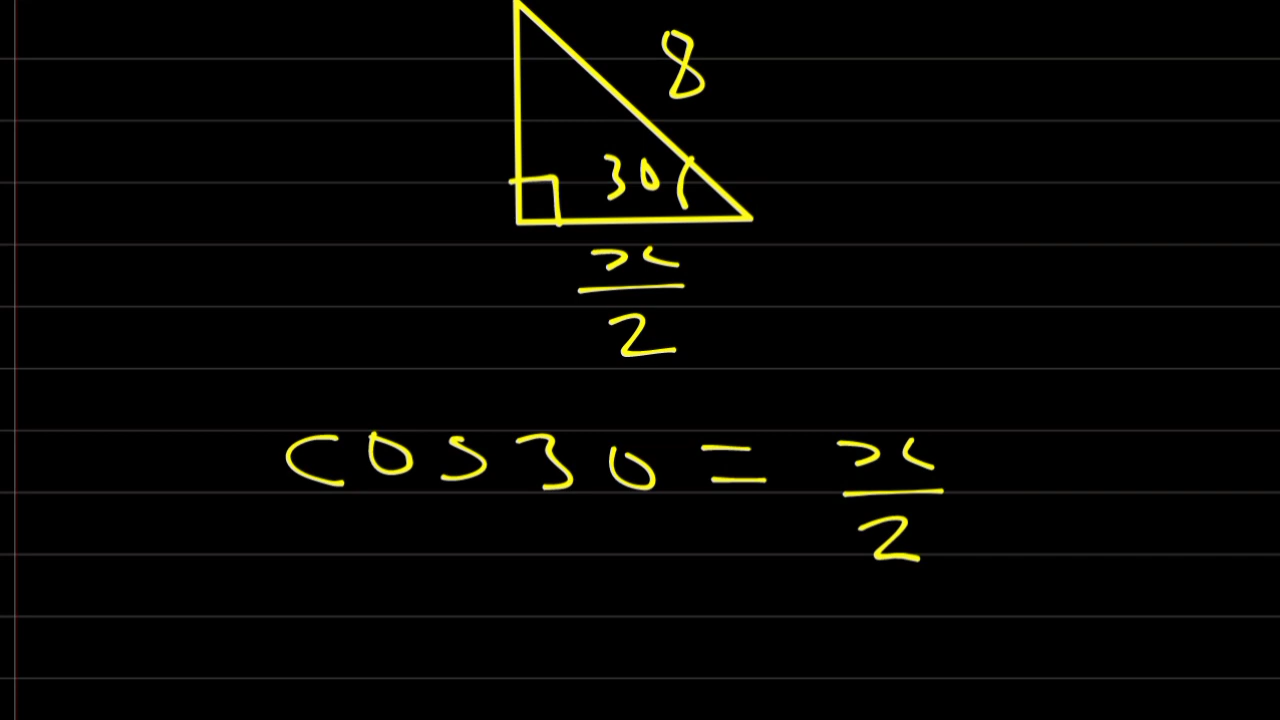 8
30
x/2
cos30 = x/2